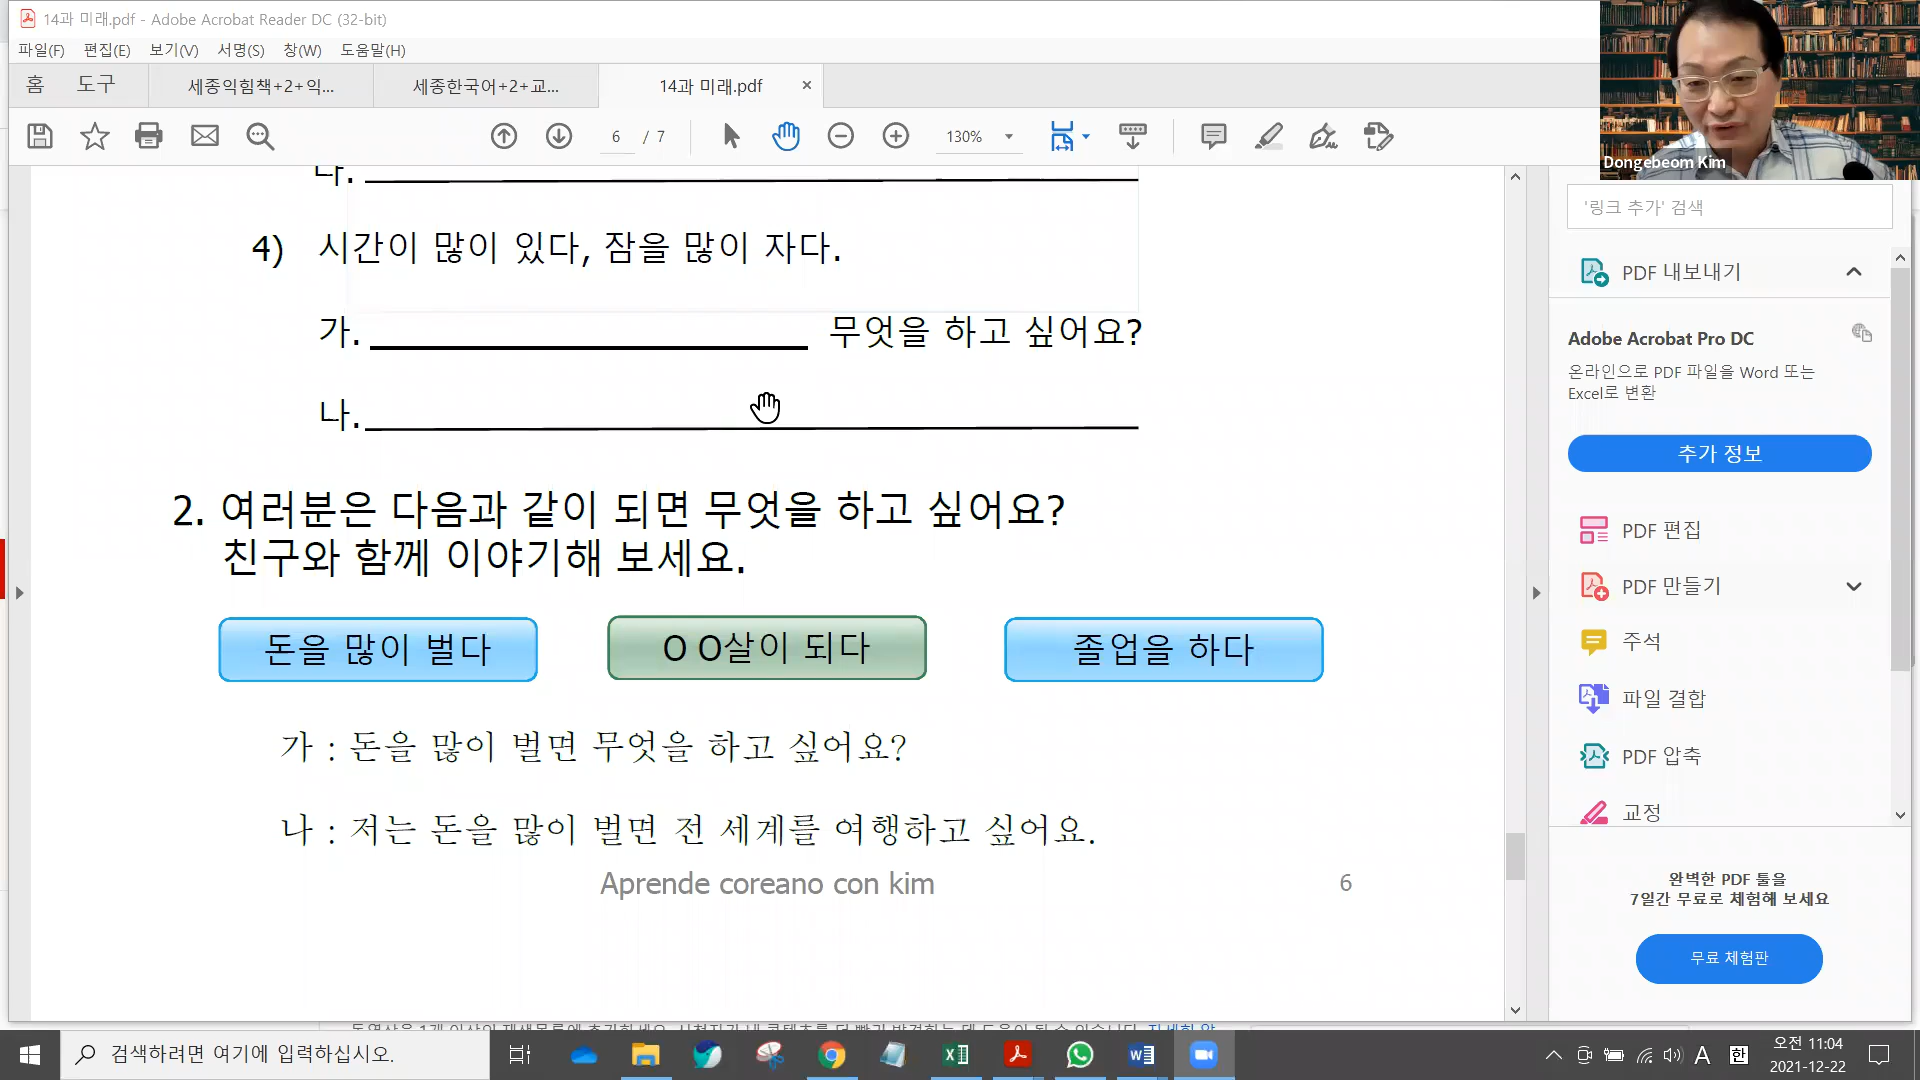 14과 미래.pdf - Adobe Acrobat Reader DC (32-bit)
파일(F) 편집(E) 보기(V) 서명(S) 창(W) 도움말(H)
홈 도구 세종익힘책+2+익... 세종한국어+2+교... 14과 미래.pdf ×
6 / 7 130%
Dongebeom Kim
나.
4) 시간이 많이 있다, 잠을 많이 자다.
가. 무엇을 하고 싶어요?
나.
2. 여러분은 다음과 같이 되면 무엇을 하고 싶어요?
친구와 함께 이야기해 보세요.
돈을 많이 벌다 O O살이 되다 졸업을 하다
가 : 돈을 많이 벌면 무엇을 하고 싶어요?
나 : 저는 돈을 많이 벌면 전 세계를 여행하고 싶어요.
Aprende coreano con kim 6
'링크 추가' 검색
PDF 내보내기
Adobe Acrobat Pro DC
온라인으로 PDF 파일을 Word 또는
Excel로 변환
추가 정보
PDF 편집
PDF 만들기
주석
파일 결합
PDF 압축
교정
완벽한 PDF 툴을
7일간 무료로 체험해 보세요
무료 체험판
검색하려면 여기에 입력하십시오.
A 한 오전 11:04
2021-12-22